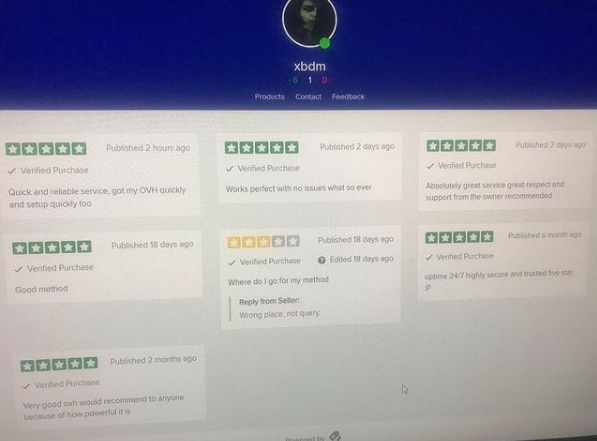 xbdm
6 1 0
Products Contact Feedback
Published 2 hours ago
Verified Purchase
Quick and reliable service, got my OVH quickly
and setup quickly too
Published 2 days ago
Verified Purchase
Works perfect with no issues what so ever
Published 2 days ago
Verified Purchase
Absolutely great service great respect and
support from the owner recommended
Published 18 days ago
Verified Purchase
Good method
Published 18 days ago
Verified Purchase Edited 18 days ago
Where do I go for my method
Reply from Seller:
Wrong place, not query.
Published a month ago
Verified Purchase
uptime 24/7 highly secure and trusted five star
:P
Published 2 months ago
Verified Purchase
Very good ovh would recommend to anyone
because of how powerful it is
Powered by